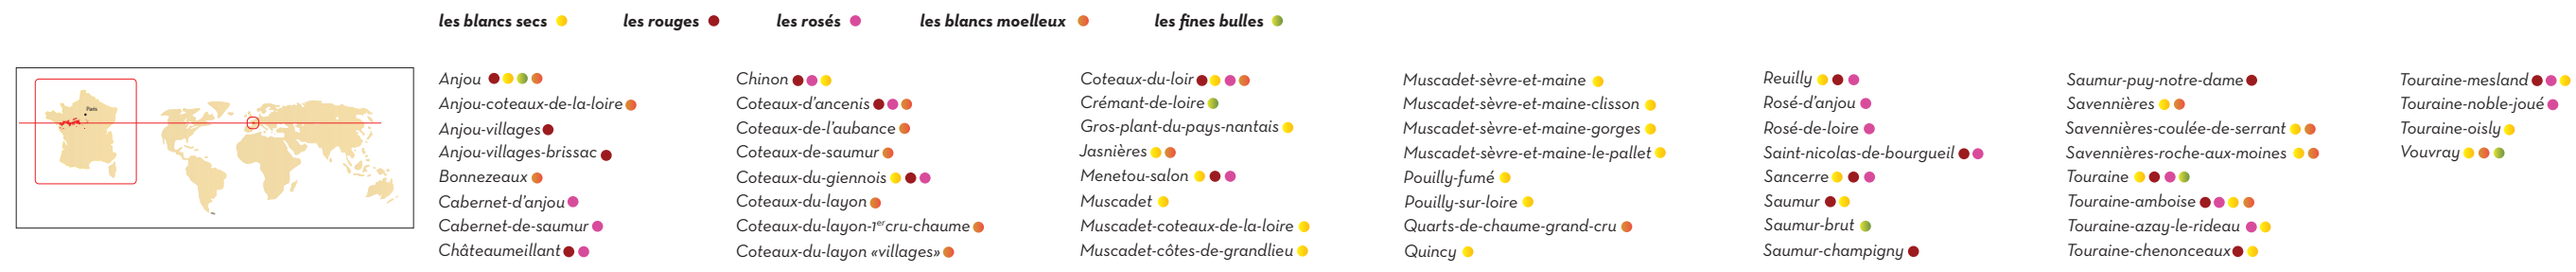 les blancs secs
les rouges
les rosés
les blancs moelleux
les fines bulles
Paris
Anjou
Anjou-coteaux-de-la-loire
Anjou-villages
Anjou-villages-brissac
Bonnezeaux
Cabernet-d'anjou
Cabernet-de-saumur
Châteaumeillant
Chinon
Coteaux-d'ancenis
Coteaux-de-l'aubance
Coteaux-de-saumur
Coteaux-du-giennois
Coteaux-du-layon
Coteaux-du-layon-1er cru-chaume
Coteaux-du-layon «villages»
Coteaux-du-loir
Crémant-de-loire
Gros-plant-du-pays-nantais
Jasnières
Menetou-salon
Muscadet
Muscadet-coteaux-de-la-loire
Muscadet-côtes-de-grandlieu
Muscadet-sèvre-et-maine
Muscadet-sèvre-et-maine-clisson
Muscadet-sèvre-et-maine-gorges
Muscadet-sèvre-et-maine-le-pallet
Pouilly-fumé
Pouilly-sur-loire
Quarts-de-chaume-grand-cru
Quincy
Reuilly
Rosé-d'anjou
Rosé-de-loire
Saint-nicolas-de-bourgueil
Sancerre
Saumur
Saumur-brut
Saumur-champigny
Saumur-puy-notre-dame
Savennières
Savennières-coulée-de-serrant
Savennières-roche-aux-moines
Touraine
Touraine-amboise
Touraine-azay-le-rideau
Touraine-chenonceaux
Touraine-mesland
Touraine-noble-joué
Touraine-oisly
Vouvray